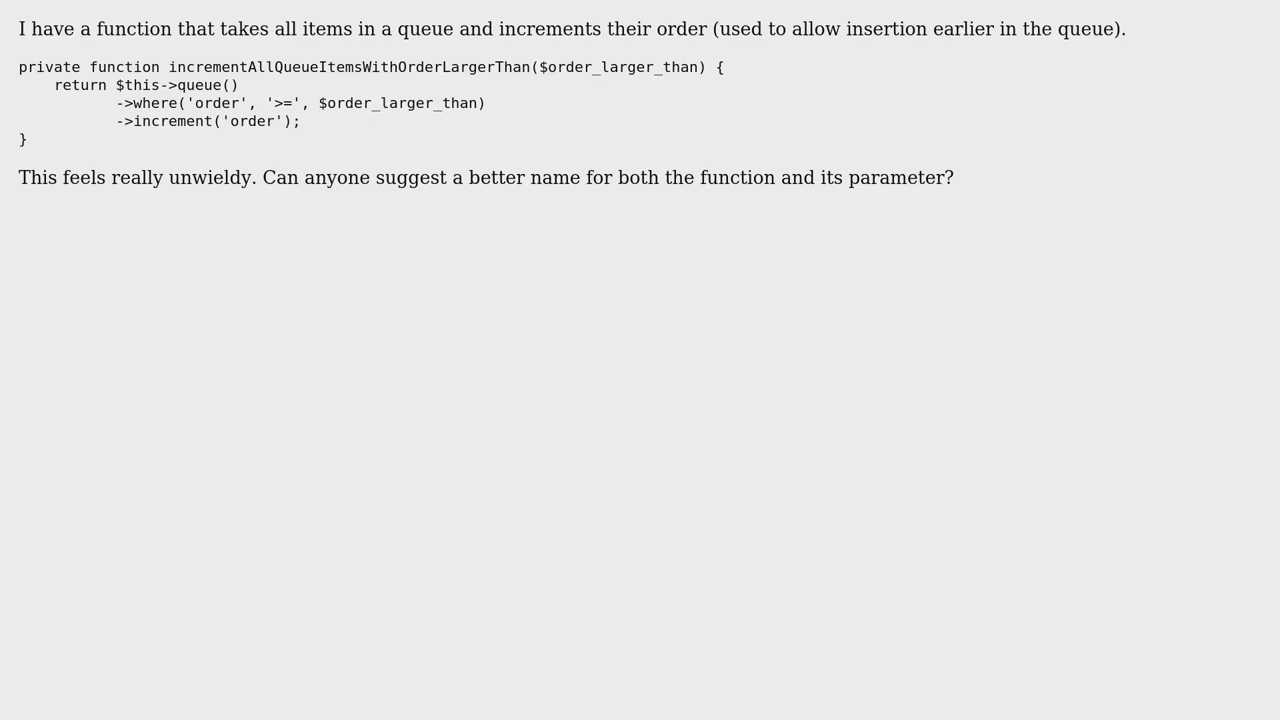 I have a function that takes all items in a queue and increments their order (used to allow insertion earlier in the queue).
private function incrementAllQueueItemsWithOrderLargerThan($order_larger_than) {
    return $this->queue()
           ->where('order', '>=', $order_larger_than)
           ->increment('order');
}
This feels really unwieldy. Can anyone suggest a better name for both the function and its parameter?